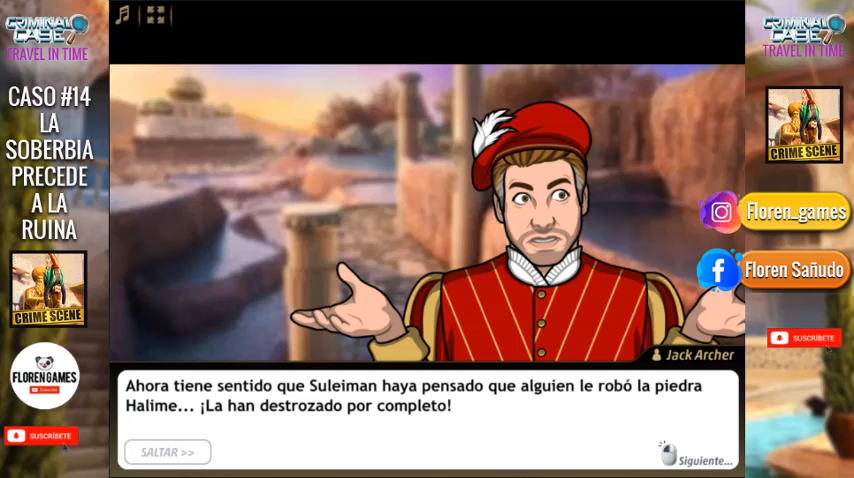 CRIMINAL
CASE
TRAVEL IN TIME
CASO #14
LA
SOBERBIA
PRECEDE
A LA
RUINA
CRIME SCENE
FLOREN GAMES
SUSCRÍBETE
Jack Archer
Ahora tiene sentido que Suleiman haya pensado que alguien le robó la piedra
Halime... ¡La han destrozado por completo!
SALTAR >>
Siguiente...
CRIMINAL
CASE
TRAVEL IN TIME
CRIME SCENE
Floren_games
Floren Sañudo
SUSCRÍBETE